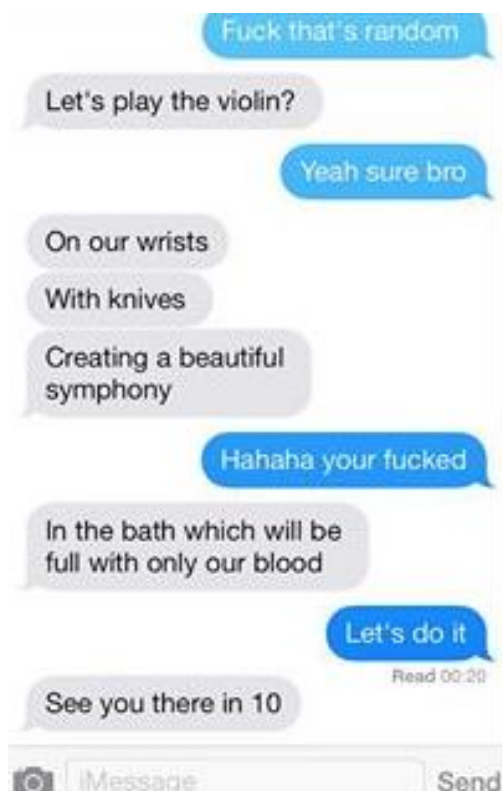 Fuck that's random
Let's play the violin?
Yeah sure bro
On our wrists
With knives
Creating a beautiful
symphony
Hahaha your fucked
In the bath which will be
full with only our blood
Let's do it
Read 00:20
See you there in 10
iMessage
Send